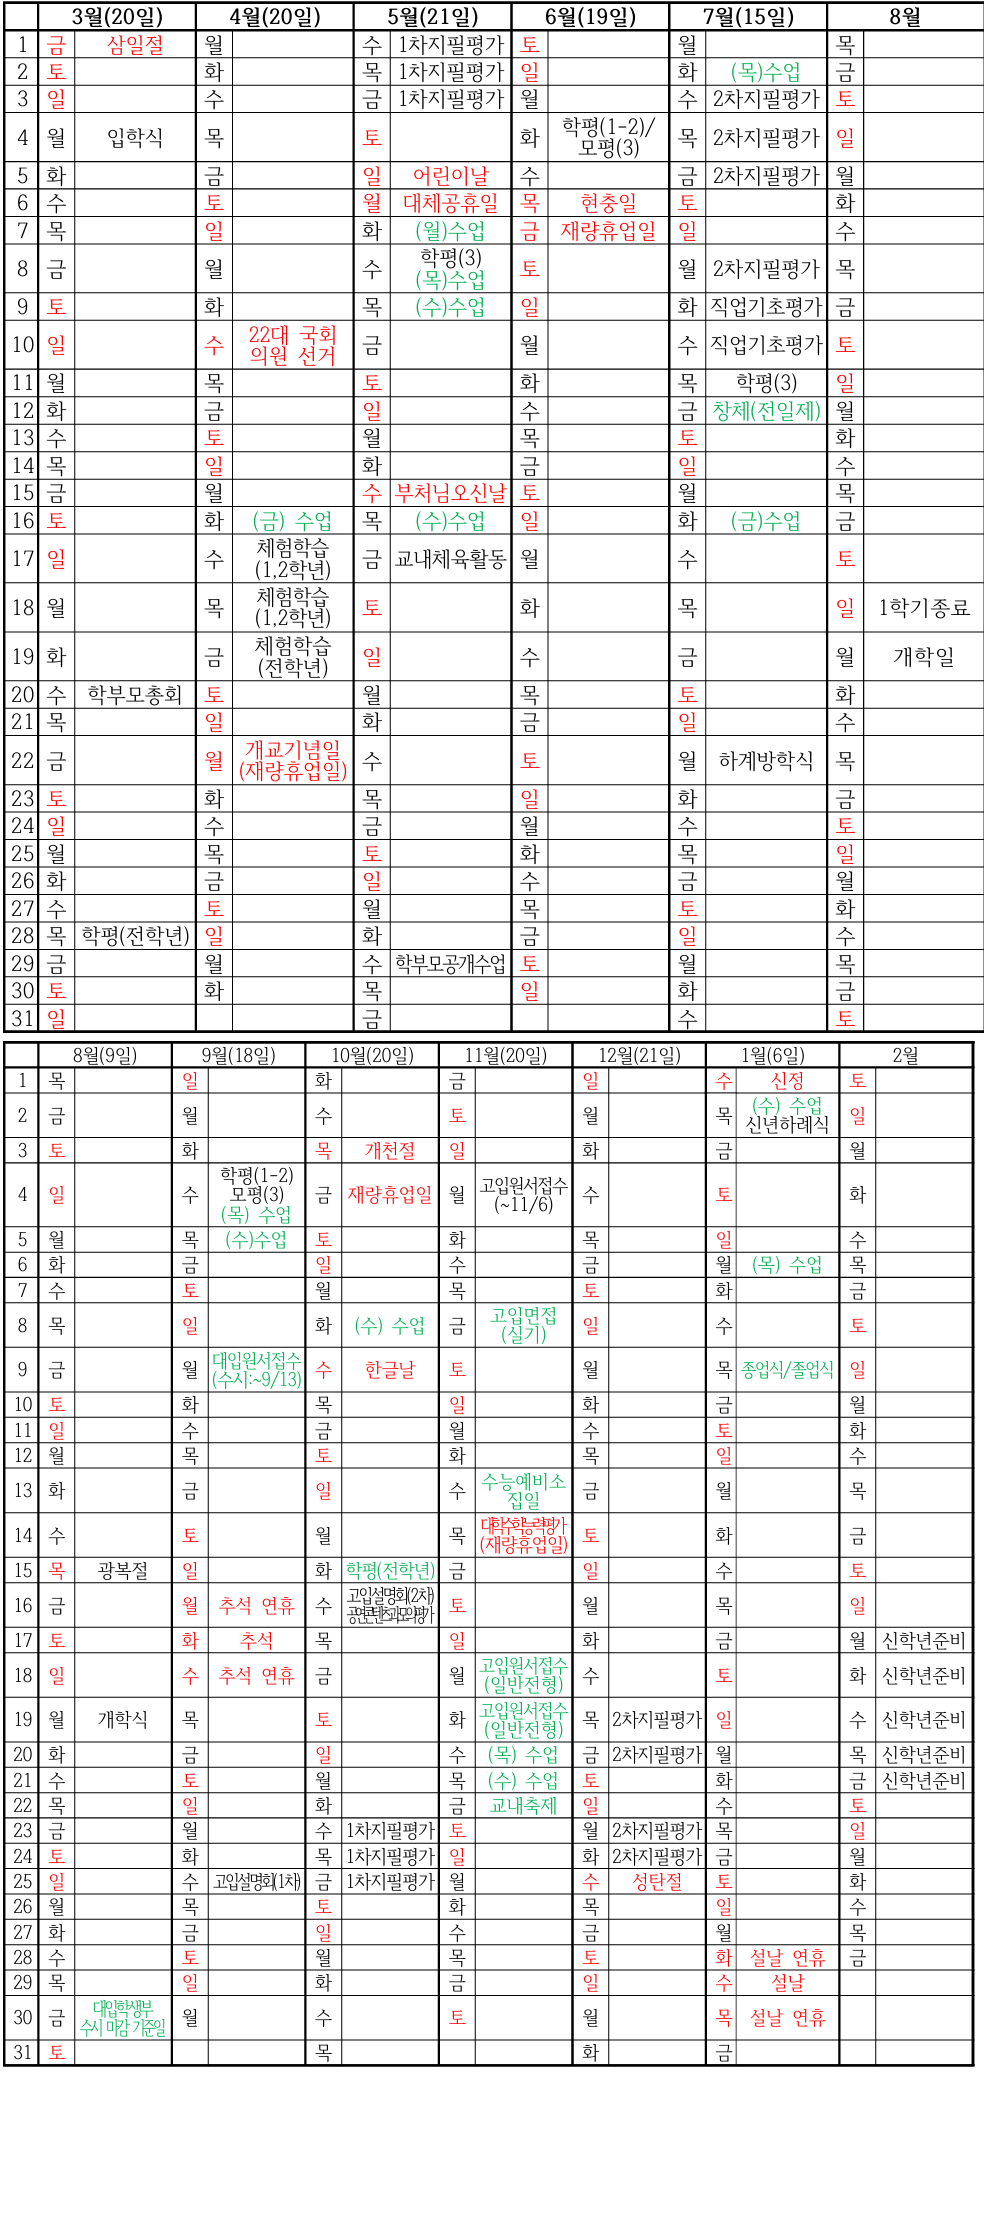 3월(20일) 4월(20일) 5월(21일) 6월(19일) 7월(15일) 8월
1 금 삼일절 월 수 1차지필평가 토 월 목
2 토 화 목 1차지필평가 일 화 (목)수업 금
3 일 수 금 1차지필평가 월 수 2차지필평가 토
4 월 입학식 목 토 화 학평(1-2)/
모평(3) 목 2차지필평가 일
5 화 금 일 어린이날 수 금 2차지필평가 월
6 수 토 월 대체공휴일 목 현충일 토 화
7 목 일 화 (월)수업 금 재량휴업일 일 수
8 금 월 수 학평(3)
(목)수업 토 월 2차지필평가 목
9 토 화 목 (수)수업 일 화 직업기초평가 금
10 일 수 22대 국회
의원 선거 금 월 수 직업기초평가 토
11 월 목 토 화 목 학평(3) 일
12 화 금 일 수 금 창체(전일제) 월
13 수 토 월 목 토 화
14 목 일 화 금 일 수
15 금 월 수 부처님오신날 토 월 목
16 토 화 (금) 수업 목 (수)수업 일 화 (금)수업 금
17 일 수 체험학습
(1,2학년) 금 교내체육활동 월 수 토
18 월 목 체험학습
(1,2학년) 토 화 목 일 1학기종료
19 화 금 체험학습
(전학년) 일 수 금 월 개학일
20 수 학부모총회 토 월 목 토 화
21 목 일 화 금 일 수
22 금 월 개교기념일
(재량휴업일) 수 토 월 하계방학식 목
23 토 화 목 일 화 금
24 일 수 금 월 수 토
25 월 목 토 화 목 일
26 화 금 일 수 금 월
27 수 토 월 목 토 화
28 목 학평(전학년) 일 화 금 일 수
29 금 월 수 학부모공개수업 토 월 목
30 토 화 목 일 화 금
31 일 금 수 토
8월(9일) 9월(18일) 10월(20일) 11월(20일) 12월(21일) 1월(6일) 2월
1 목 일 화 금 일 수 신정 토
2 금 월 수 토 월 목 (수) 수업
신년하례식 일
3 토 화 목 개천절 일 화 금 월
4 일 수 학평(1-2)
모평(3)
(목) 수업 금 재량휴업일 월 고입원서접수
(~11/6) 수 토 화
5 월 목 (수)수업 토 화 목 일 수
6 화 금 일 수 금 월 (목) 수업 목
7 수 토 월 목 토 화 금
8 목 일 화 (수) 수업 금 고입면접
(실기) 일 수 토
9 금 월 대입원서접수
(수시:~9/13) 수 한글날 토 월 목 종업식/졸업식 일
10 토 화 목 일 화 금 월
11 일 수 금 월 수 토 화
12 월 목 토 화 목 일 수
13 화 금 일 수 수능예비소
집일 금 월 목
14 수 토 월 목 대학수학능력평가
(재량휴업일) 토 화 금
15 목 광복절 일 화 학평(전학년) 금 일 수 토
16 금 월 추석 연휴 수 고입설명회(2차)
공연콘텐츠과모의평가 토 월 목 일
17 토 화 추석 목 일 화 금 월 신학년준비
18 일 수 추석 연휴 금 월 고입원서접수
(일반전형) 수 토 화 신학년준비
19 월 개학식 목 토 화 고입원서접수
(일반전형) 목 2차지필평가 일 수 신학년준비
20 화 금 일 수 (목) 수업 금 2차지필평가 월 목 신학년준비
21 수 토 월 목 (수) 수업 토 화 금 신학년준비
22 목 일 화 금 교내축제 일 수 토
23 금 월 수 1차지필평가 토 월 2차지필평가 목 일
24 토 화 목 1차지필평가 일 화 2차지필평가 금 월
25 일 수 고입설명회(1차) 금 1차지필평가 월 수 성탄절 토 화
26 월 목 토 화 목 일 수
27 화 금 일 수 금 월 목
28 수 토 월 목 토 화 설날 연휴 금
29 목 일 화 금 일 수 설날
30 금 대입학생부
수시 마감 기준일 월 수 토 월 목 설날 연휴
31 토 목 화 금